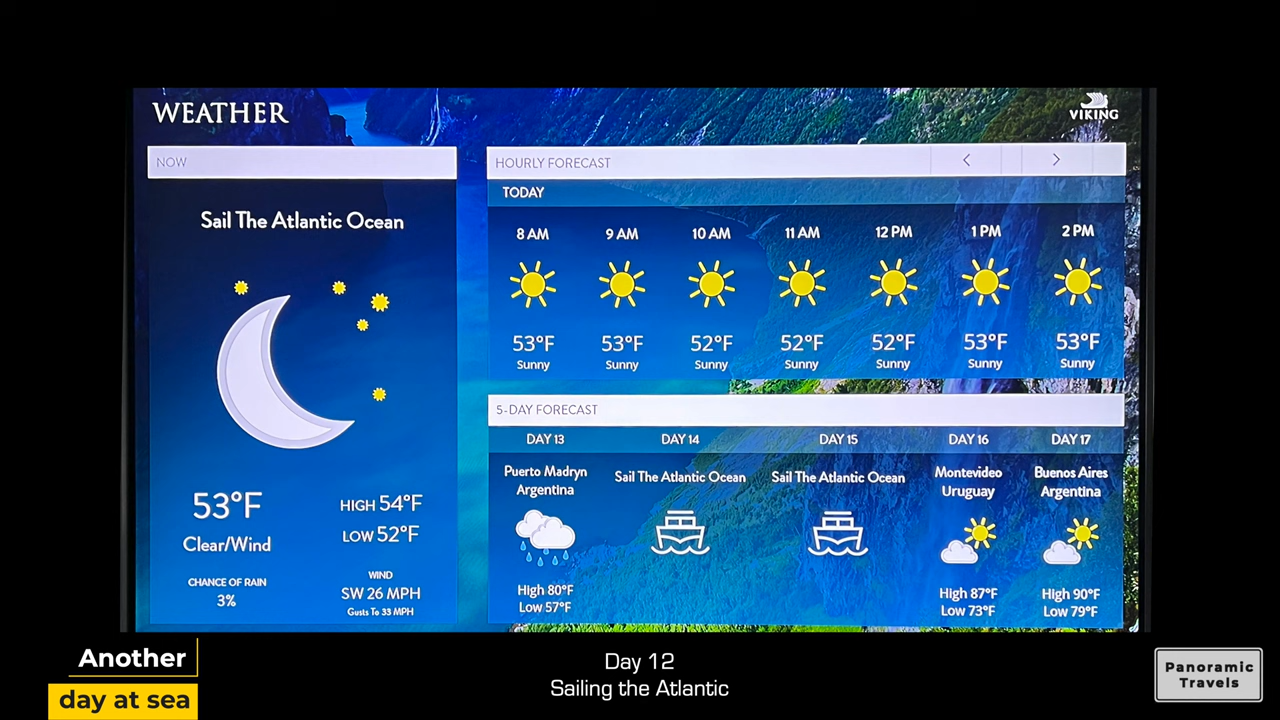 WEATHER
VIKING
NOW
Sail The Atlantic Ocean
53°F
Clear/Wind
HIGH 54°F
LOW 52°F
CHANCE OF RAIN
3%
WIND
SW 26 MPH
Gusts To 33 MPH
HOURLY FORECAST
TODAY
8 AM 9 AM 10 AM 11 AM 12 PM 1 PM 2 PM
53°F 53°F 52°F 52°F 52°F 53°F 53°F
Sunny Sunny Sunny Sunny Sunny Sunny Sunny
5-DAY FORECAST
DAY 13 DAY 14 DAY 15 DAY 16 DAY 17
Puerto Madryn
Argentina
Sail The Atlantic Ocean
Sail The Atlantic Ocean
Montevideo
Uruguay
Buenos Aires
Argentina
High 80°F
Low 57°F
High 87°F
Low 73°F
High 90°F
Low 79°F
Another
day at sea
Day 12
Sailing the Atlantic
Panoramic
Travels